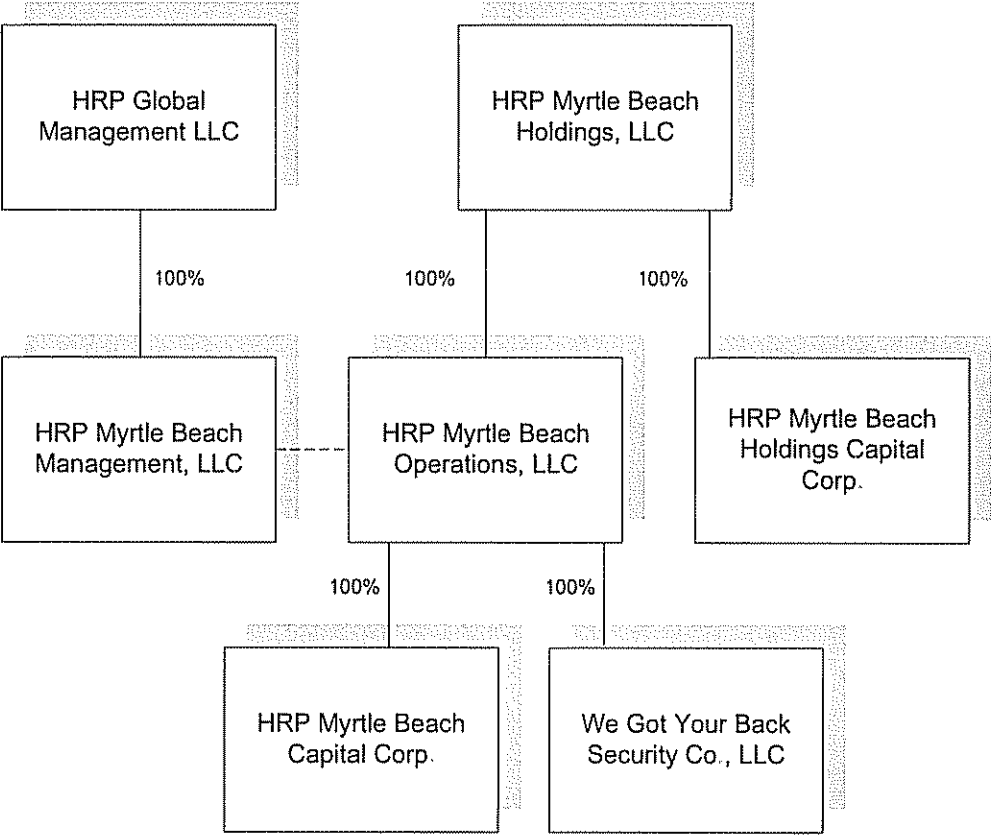 HRP Global
Management LLC
HRP Myrtle Beach
Holdings, LLC
100%
100%
100%
HRP Myrtle Beach
Management, LLC
HRP Myrtle Beach
Operations, LLC
HRP Myrtle Beach
Holdings Capital
Corp.
100%
100%
HRP Myrtle Beach
Capital Corp.
We Got Your Back
Security Co., LLC